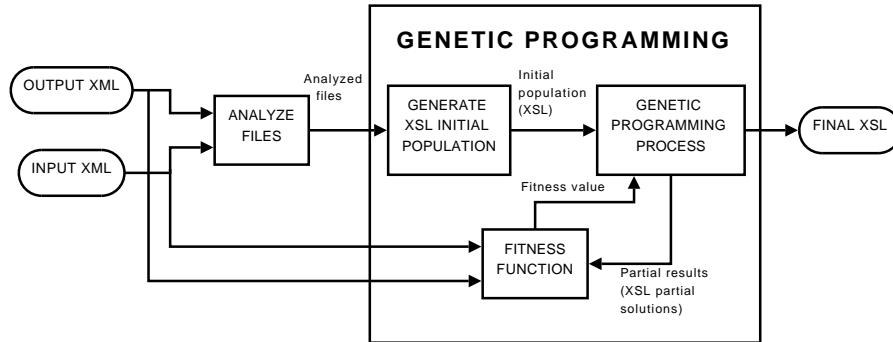 GENETIC PROGRAMMING
OUTPUT XML
INPUT XML
ANALYZE
FILES
Analyzed
files
GENERATE
XSL INITIAL
POPULATION
Initial
population
(XSL)
GENETIC
PROGRAMMING
PROCESS
FINAL XSL
Fitness value
FITNESS
FUNCTION
Partial results
(XSL partial
solutions)